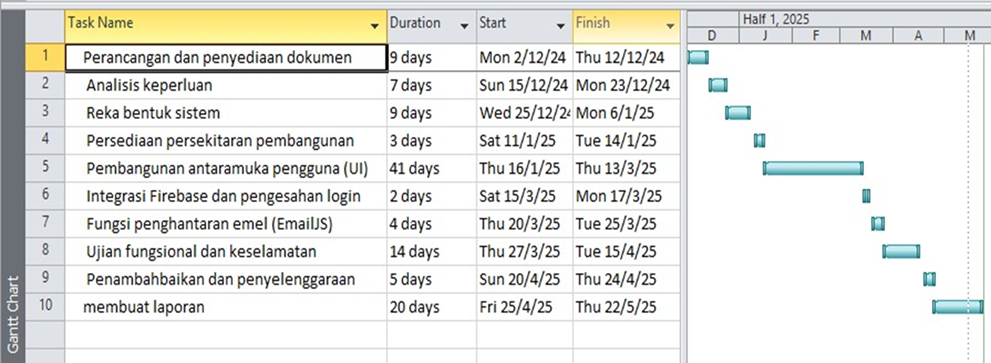 Task Name Duration Start Finish Half 1, 2025
D J F M A M
1 Perancangan dan penyediaan dokumen 9 days Mon 2/12/24 Thu 12/12/24
2 Analisis keperluan 7 days Sun 15/12/24 Mon 23/12/24
3 Reka bentuk sistem 9 days Wed 25/12/24 Mon 6/1/25
4 Persediaan persekitaran pembangunan 3 days Sat 11/1/25 Tue 14/1/25
5 Pembangunan antaramuka pengguna (UI) 41 days Thu 16/1/25 Thu 13/3/25
6 Integrasi Firebase dan pengesahan login 2 days Sat 15/3/25 Mon 17/3/25
7 Fungsi penghantaran emel (EmailJS) 4 days Thu 20/3/25 Tue 25/3/25
8 Ujian fungsional dan keselamatan 14 days Thu 27/3/25 Tue 15/4/25
9 Penambahbaikan dan penyelenggaraan 5 days Sun 20/4/25 Thu 24/4/25
10 membuat laporan 20 days Fri 25/4/25 Thu 22/5/25
Gantt Chart